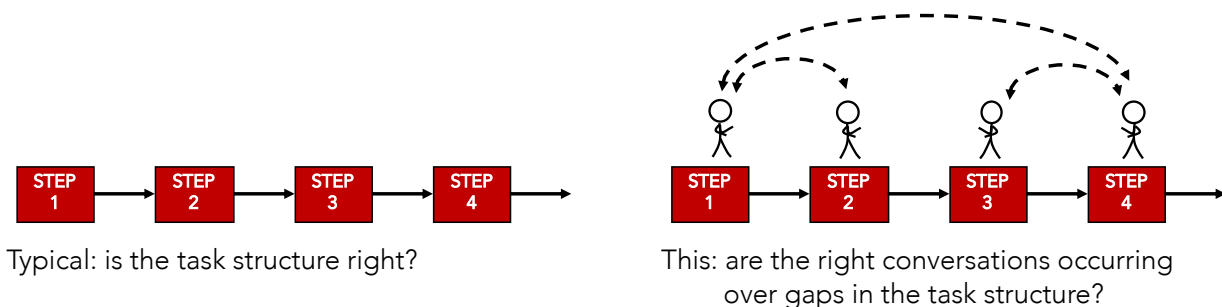 STEP
1
STEP
2
STEP
3
STEP
4
Typical: is the task structure right?
STEP
1
STEP
2
STEP
3
STEP
4
This: are the right conversations occurring
over gaps in the task structure?